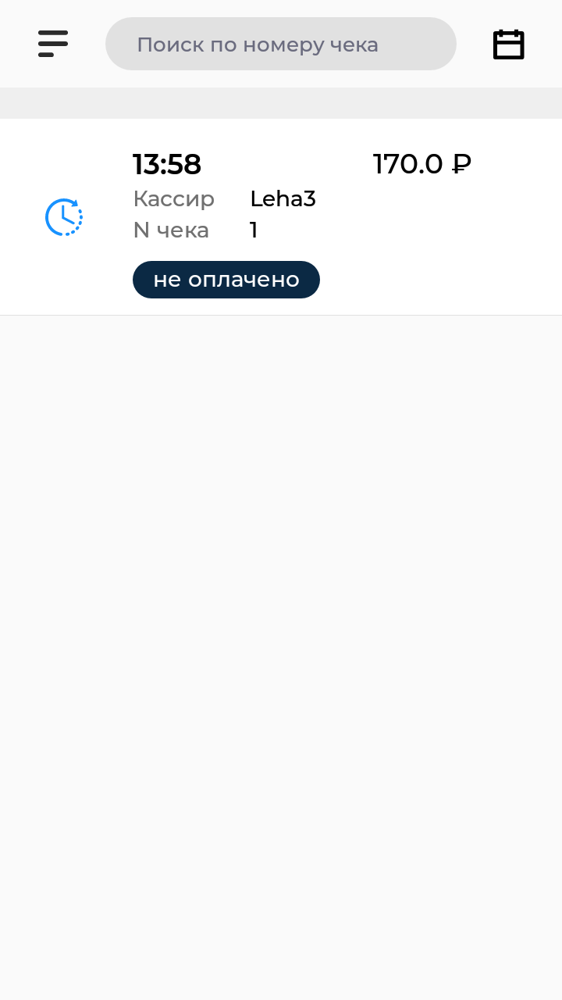 Поиск по номеру чека
13:58 170.0 ₽
Кассир Leha3
N чека 1
не оплачено